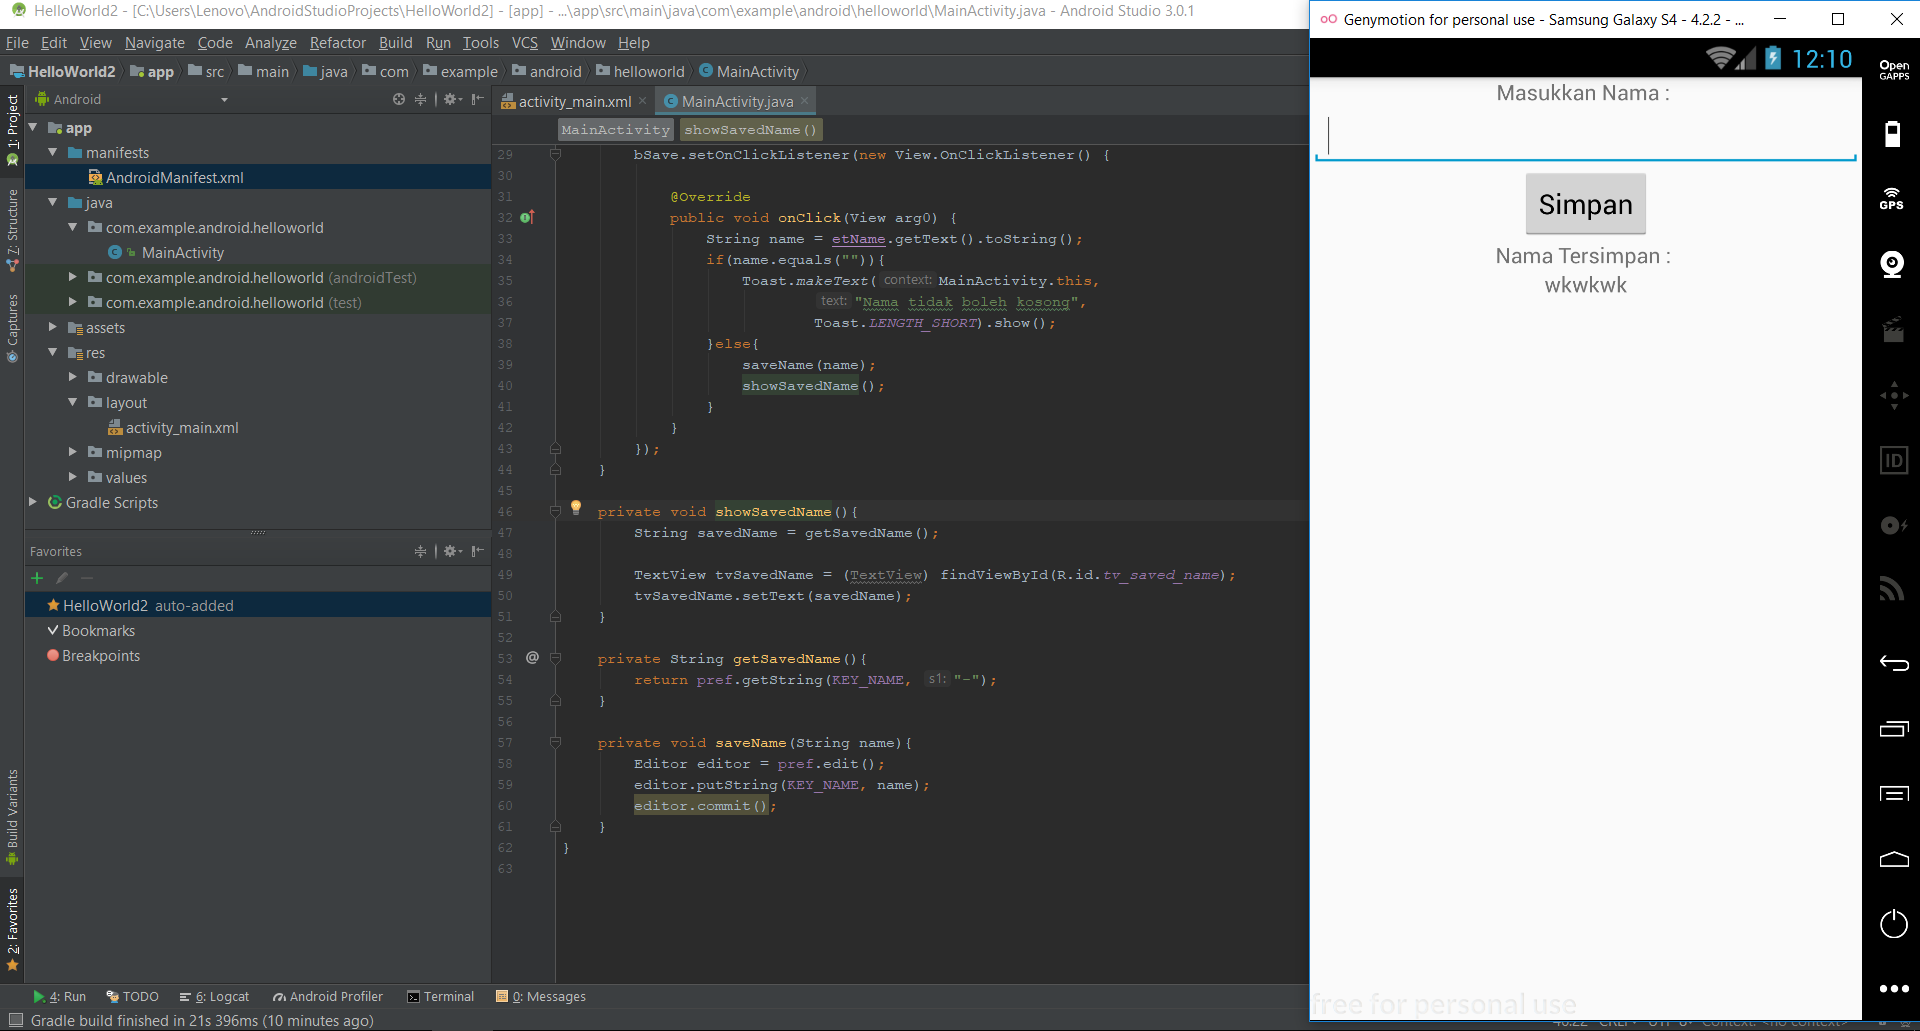 HelloWorld2 - [C:\Users\Lenovo\AndroidStudioProjects\HelloWorld2] - [app] - ...\app\src\main\java\com\example\android\helloworld\MainActivity.java - Android Studio 3.0.1
File Edit View Navigate Code Analyze Refactor Build Run Tools VCS Window Help
HelloWorld2 app src main java com example android helloworld MainActivity
1: Project
7: Structure
Captures
Build Variants
2: Favorites
Android
app
manifests
AndroidManifest.xml
java
com.example.android.helloworld
MainActivity
com.example.android.helloworld (androidTest)
com.example.android.helloworld (test)
assets
res
drawable
layout
activity_main.xml
mipmap
values
Gradle Scripts
Favorites
HelloWorld2 auto-added
Bookmarks
Breakpoints
activity_main.xml MainActivity.java
MainActivity showSavedName()
29 bSave.setOnClickListener(new View.OnClickListener() {
30
31 @Override
32 public void onClick(View arg0) {
33 String name = etName.getText().toString();
34 if(name.equals("")){
35 Toast.makeText( context: MainActivity.this,
36 text: "Nama tidak boleh kosong",
37 Toast.LENGTH_SHORT).show();
38 }else{
39 saveName(name);
40 showSavedName();
41 }
42 }
43 });
44 }
45
46 private void showSavedName(){
47 String savedName = getSavedName();
48
49 TextView tvSavedName = (TextView) findViewById(R.id.tv_saved_name);
50 tvSavedName.setText(savedName);
51 }
52
53 @ private String getSavedName(){
54 return pref.getString(KEY_NAME, s1: "-");
55 }
56
57 private void saveName(String name){
58 Editor editor = pref.edit();
59 editor.putString(KEY_NAME, name);
60 editor.commit();
61 }
62 }
63
4: Run TODO 6: Logcat Android Profiler Terminal 0: Messages
Gradle build finished in 21s 396ms (10 minutes ago)
Genymotion for personal use - Samsung Galaxy S4 - 4.2.2 - ...
12:10
Masukkan Nama :
Simpan
Nama Tersimpan :
wkwkwk
free for personal use
Open
GAPPS
GPS
ID